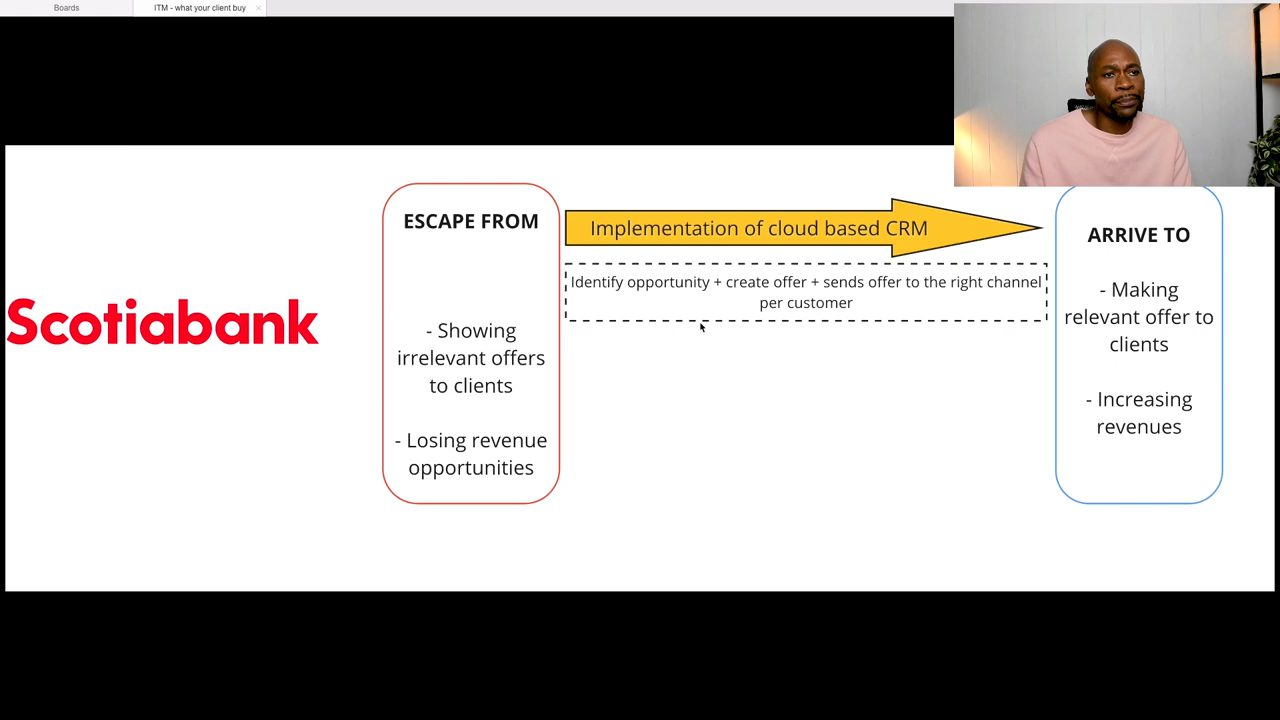 Boards
ITM - what your client buy
Scotiabank
ESCAPE FROM
- Showing
irrelevant offers
to clients
- Losing revenue
opportunities
Implementation of cloud based CRM
Identify opportunity + create offer + sends offer to the right channel
per customer
ARRIVE TO
- Making
relevant offer to
clients
- Increasing
revenues